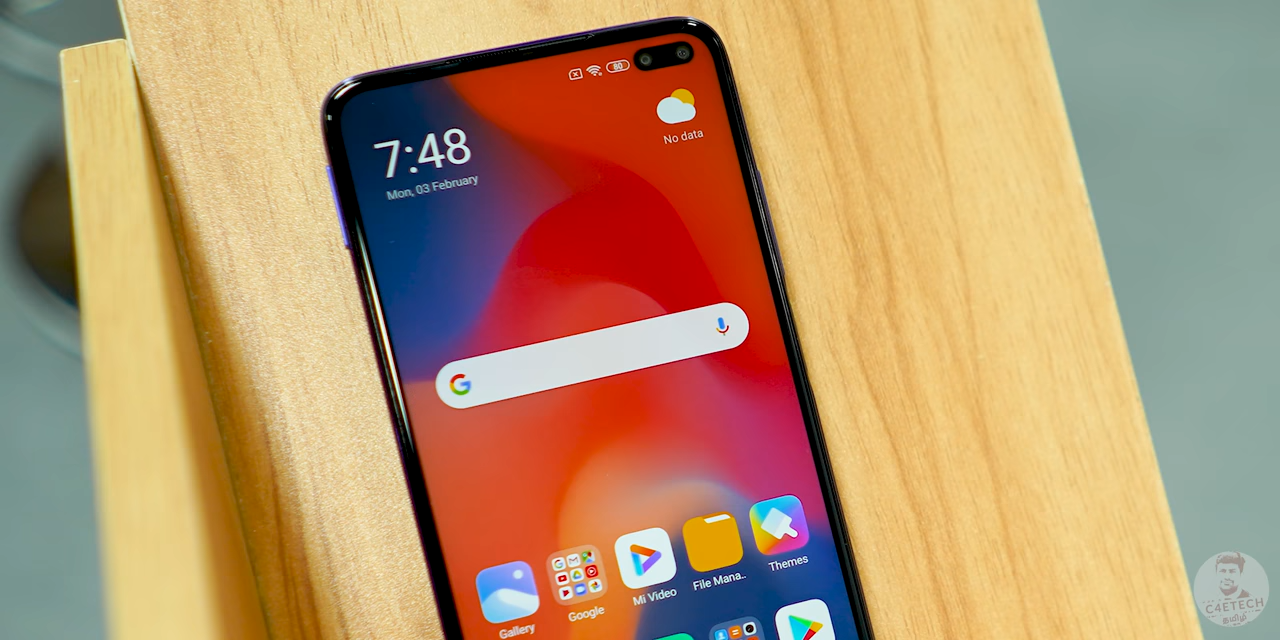 80
7:48
Mon, 03 February
No data
G
Gallery
Google
Mi Video
File Mana..
Themes
C4ETECH
தமிழ்